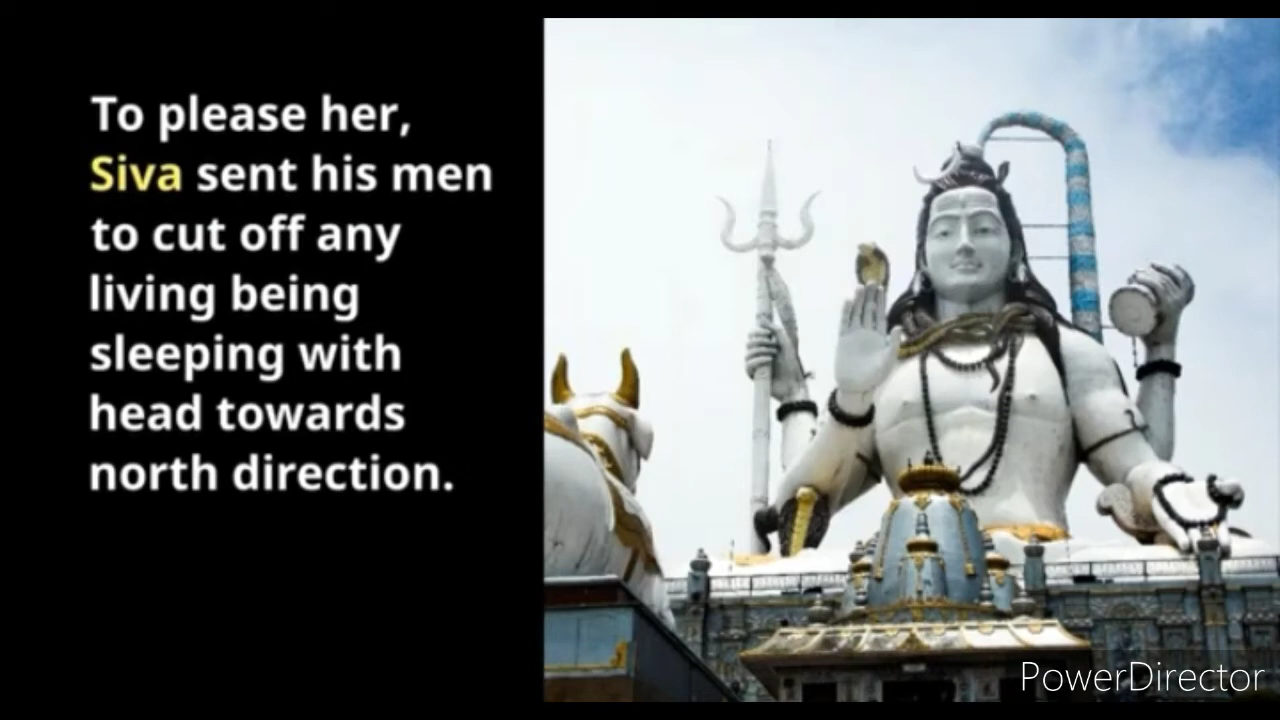 To please her,
Siva sent his men
to cut off any
living being
sleeping with
head towards
north direction.
PowerDirector